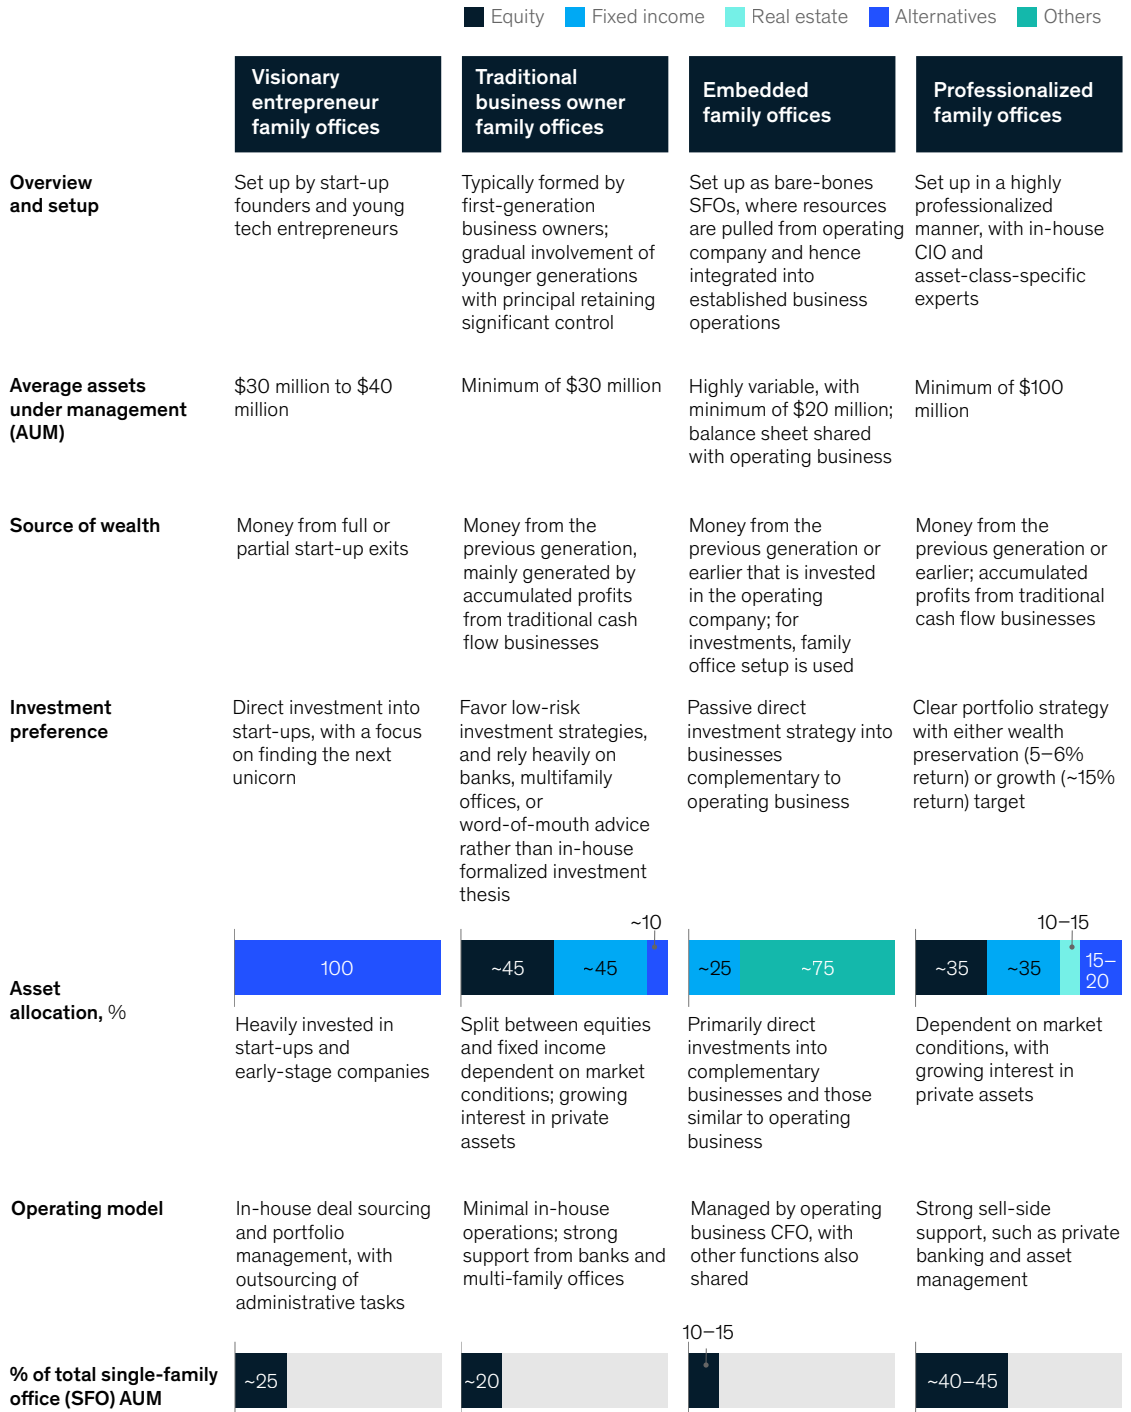 Equity
Fixed income
Real estate
Alternatives
Others
Visionary
entrepreneur
family offices
Traditional
business owner
family offices
Embedded
family offices
Professionalized
family offices
Overview
and setup
Set up by start-up
founders and young
tech entrepreneurs
Typically formed by
first-generation
business owners;
gradual involvement of
younger generations
with principal retaining
significant control
Set up as bare-bones
SFOs, where resources
are pulled from operating
company and hence
integrated into
established business
operations
Set up in a highly
professionalized
manner, with in-house
CIO and
asset-class-specific
experts
Average assets
under management
(AUM)
$30 million to $40
million
Minimum of $30 million
Highly variable, with
minimum of $20 million;
balance sheet shared
with operating business
Minimum of $100
million
Source of wealth
Money from full or
partial start-up exits
Money from the
previous generation,
mainly generated by
accumulated profits
from traditional cash
flow businesses
Money from the
previous generation or
earlier that is invested
in the operating
company; for
investments, family
office setup is used
Money from the
previous generation or
earlier; accumulated
profits from traditional
cash flow businesses
Investment
preference
Direct investment into
start-ups, with a focus
on finding the next
unicorn
Favor low-risk
investment strategies,
and rely heavily on
banks, multifamily
offices, or
word-of-mouth advice
rather than in-house
formalized investment
thesis
Passive direct
investment strategy into
businesses
complementary to
operating business
Clear portfolio strategy
with either wealth
preservation (5–6%
return) or growth (~15%
return) target
Asset
allocation, %
100
~45
~45
~10
~25
~75
~35
~35
10–15
15–
20
Heavily invested in
start-ups and
early-stage companies
Split between equities
and fixed income
dependent on market
conditions; growing
interest in private
assets
Primarily direct
investments into
complementary
businesses and those
similar to operating
business
Dependent on market
conditions, with
growing interest in
private assets
Operating model
In-house deal sourcing
and portfolio
management, with
outsourcing of
administrative tasks
Minimal in-house
operations; strong
support from banks and
multi-family offices
Managed by operating
business CFO, with
other functions also
shared
Strong sell-side
support, such as private
banking and asset
management
% of total single-family
office (SFO) AUM
~25
~20
10–15
~40–45